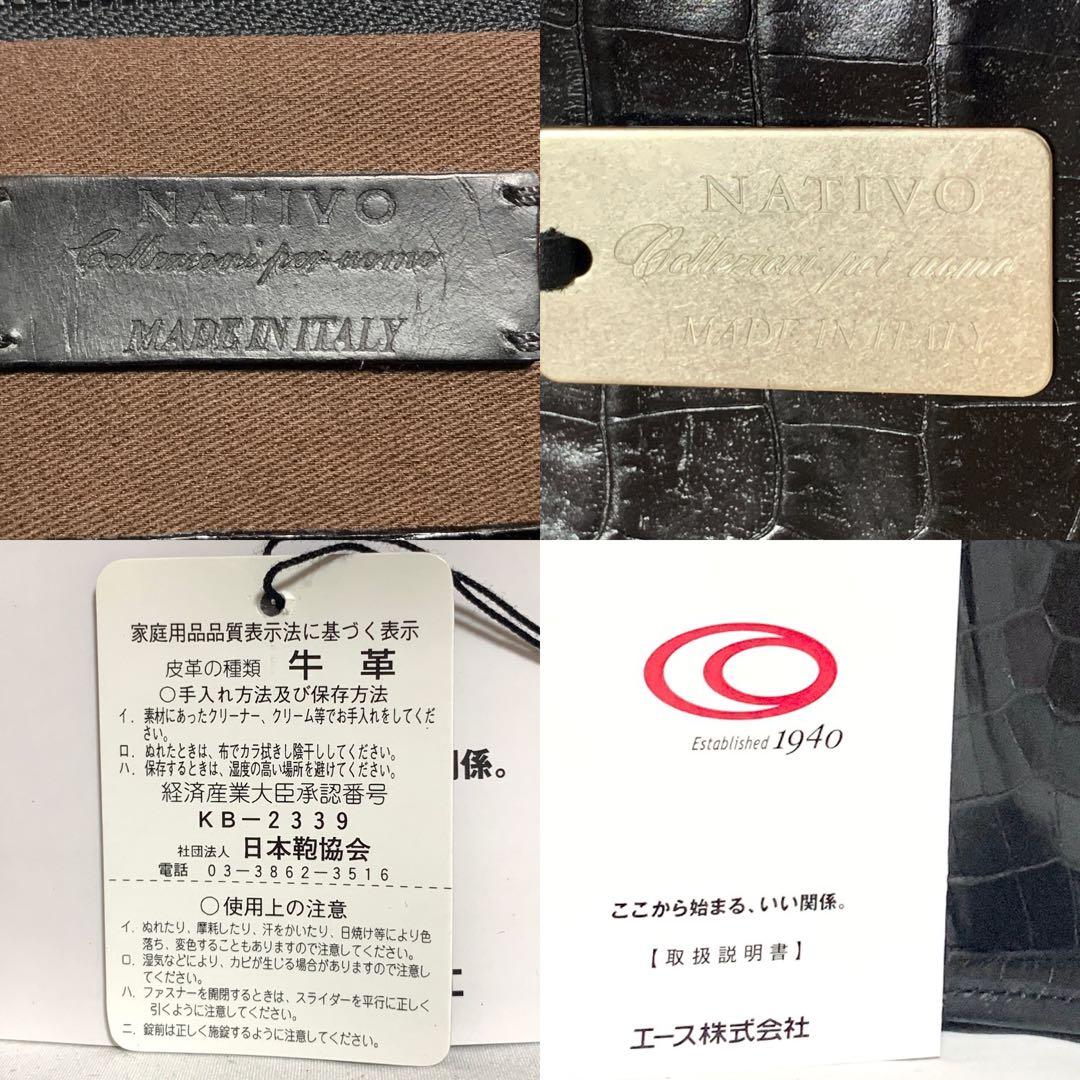 NATIVO
Collezioni per uomo
MADE IN ITALY
NATIVO
Collezioni per uomo
MADE IN ITALY
家庭用品品質表示法に基づく表示
皮革の種類 牛革
○手入れ方法及び保存方法
イ. 素材にあったクリーナー、クリーム等でお手入れをしてくだ
さい。
ロ. ぬれたときは、布でカラ拭きし陰干ししてください。
ハ. 保存するときは、湿度の高い場所を避けてください。
経済産業大臣承認番号
KB-2339
社団法人 日本鞄協会
電話 03-3862-3516
○使用上の注意
イ. ぬれたり、摩耗したり、汗をかいたり、日焼け等により色
落ち、変色することもありますので注意してください。
ロ. 湿気などにより、カビが生じる場合がありますので注意し
てください。
ハ. ファスナーを開閉するときは、スライダーを平行に正しく
引くように注意してください。
ニ. 錠前は正しく施錠するように注意してください。
係。
Established 1940
ここから始まる、いい関係。
【取扱説明書】
エース株式会社